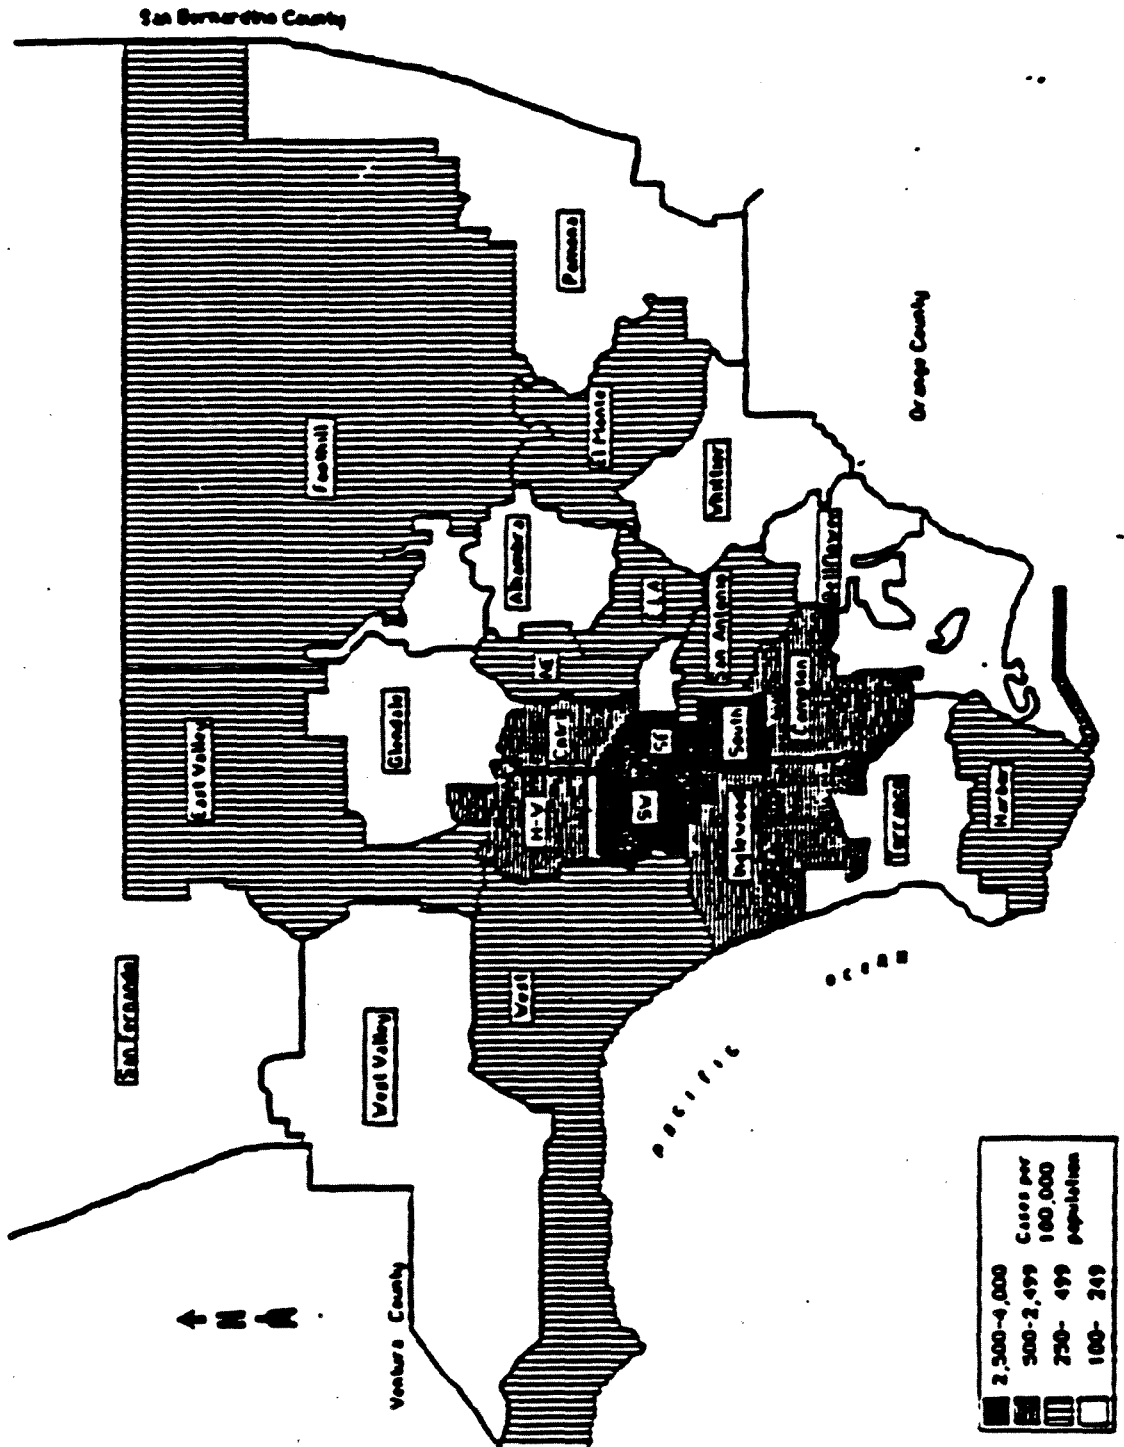 San Bernardino County
Pomona
Orange County
Foothill
El Monte
Whittier
Alhambra
E LA
San Antonio
Bellflower
NE
Glendale
Compton
East Valley
Cent
SE
South
H-W
SW
Inglewood
Torrance
Harbor
San Fernando
West Valley
West
PACIFIC
OCEAN
Ventura County
N
2,500-4,000
500-2,499
250- 499
100- 249
Cases per
100,000
population